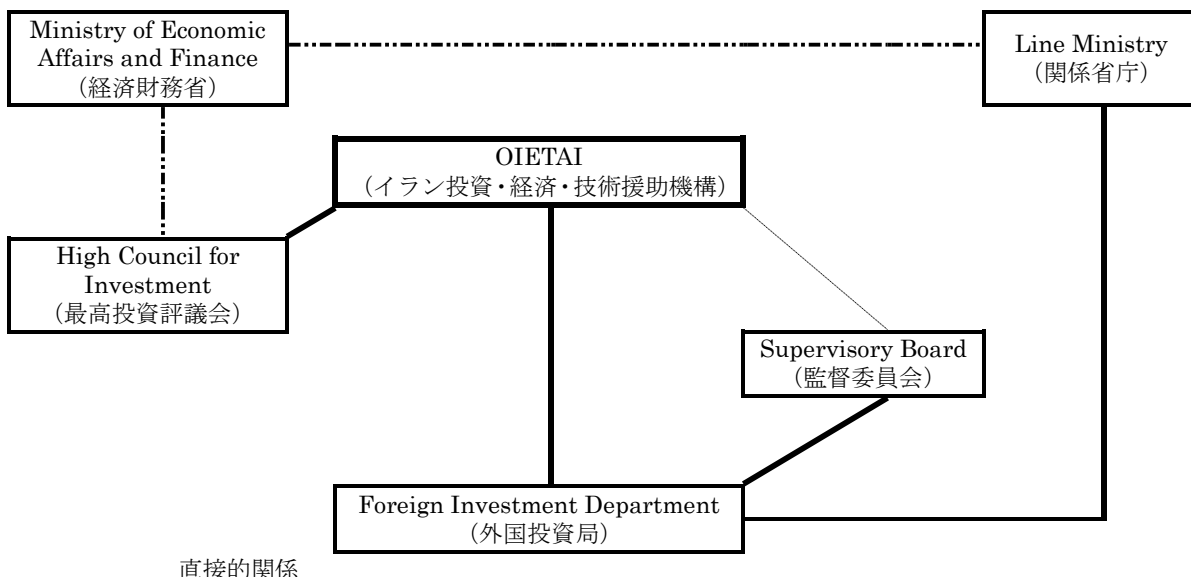 Ministry of Economic
Affairs and Finance
（経済財務省）
Line Ministry
（関係省庁）
OIETAI
（イラン投資・経済・技術援助機構）
High Council for
Investment
（最高投資評議会）
Supervisory Board
（監督委員会）
Foreign Investment Department
（外国投資局）
直接的関係